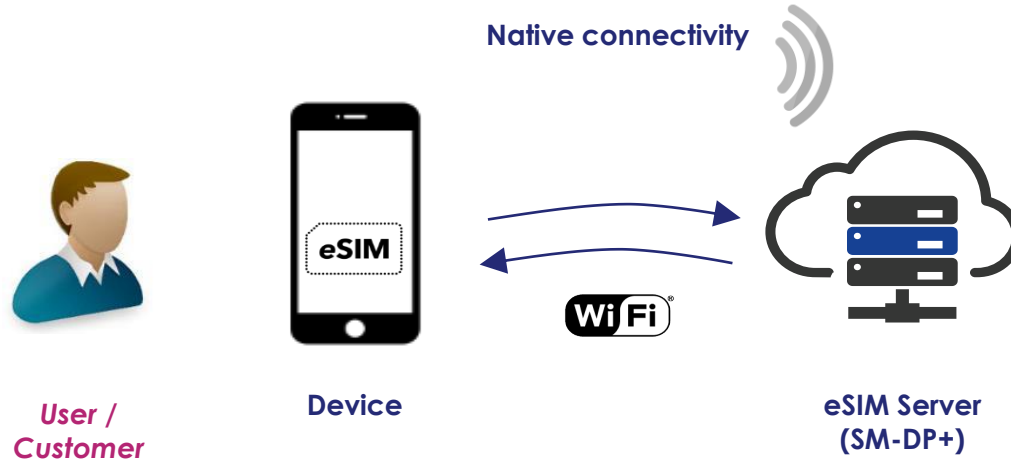 Native connectivity
eSIM
WiFi®
Device
eSIM Server
(SM-DP+)
User /
Customer